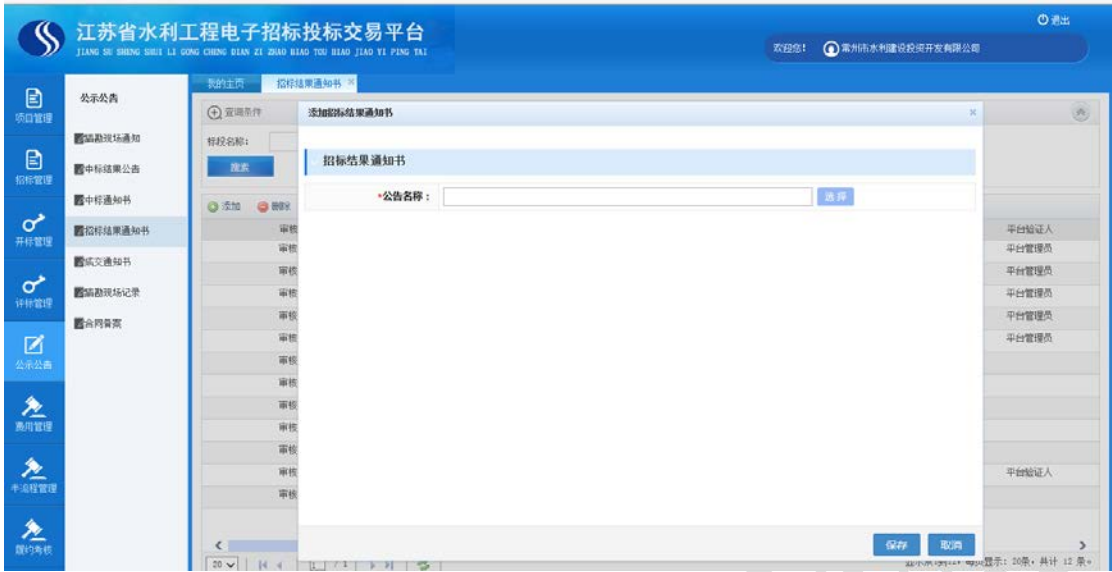 江苏省水利工程电子招标投标交易平台
JIANG SU SHENG SHUI LI GONG CHENG DIAN ZI ZHAO BIAO TOU BIAO JIAO YI PING TAI
退出
欢迎您! 常州市水利建设投资开发有限公司
项目管理
招标管理
开标管理
评标管理
公示公告
费用管理
半流程管理
履约考核
公示公告
踏勘现场通知
中标结果公告
中标通知书
招标结果通知书
成交通知书
踏勘现场记录
合同备案
我的主页 招标结果通知书 ×
查询条件
标段名称:
搜索
添加 删除
添加招标结果通知书 ×
招标结果通知书
*公告名称: 选择
保存 取消
审核 平台验证人
审核 平台管理员
审核 平台管理员
审核 平台管理员
审核 平台管理员
审核 平台管理员
审核
审核
审核
审核
审核
审核 平台验证人
审核
20 1 / 1 每页显示: 20条, 共计 12 条。